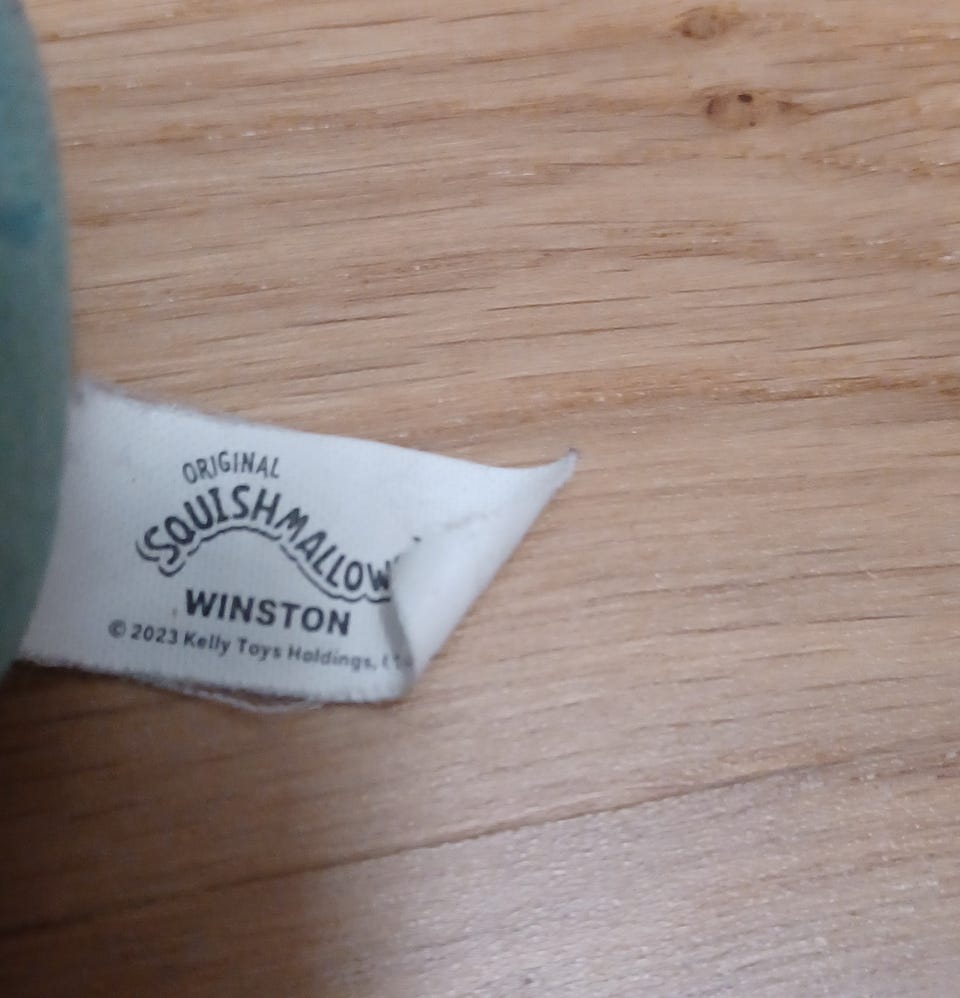 ORIGINAL
SQUISHMALLOW
WINSTON
© 2023 Kelly Toys Holdings,